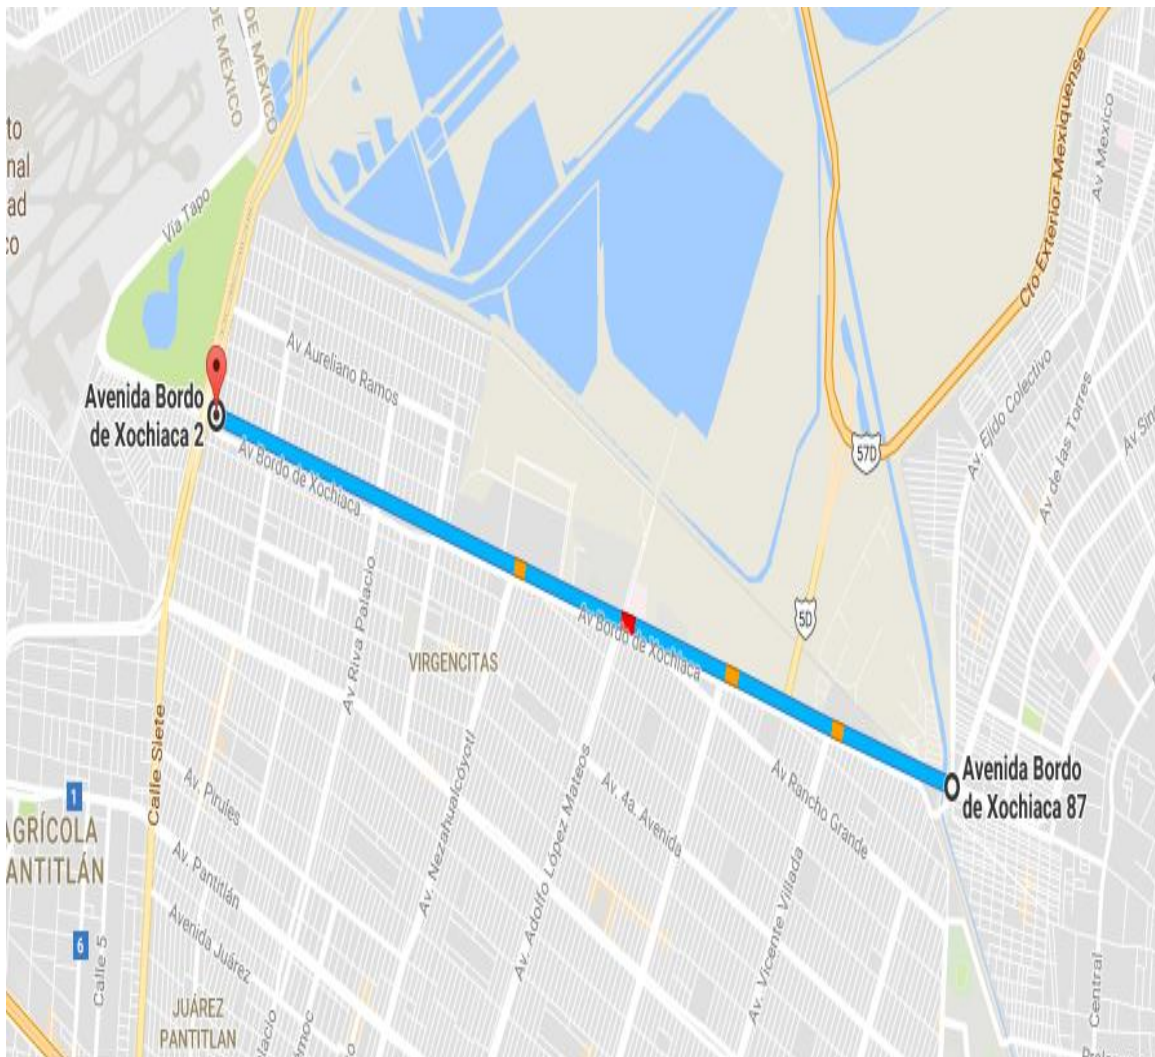 DE MÉXICO
DE MÉXICO
to
nal
ad
co
Vía Tapo
Av Aureliano Ramos
Cto Exterior Mexiquense
Av Mexico
Avenida Bordo
de Xochiaca 2
Av Bordo de Xochiaca
57D
Av. Ejido Colectivo
Av de las Torres
Av Sin
Av Riva Palacio
VIRGENCITAS
Av Bordo de Xochiaca
5D
Calle Siete
Avenida Bordo
de Xochiaca 87
Av. Pirules
Av. Nezahualcóyotl
Av. Adolfo López Mateos
Av. 4a. Avenida
Av. Rancho Grande
1
AGRÍCOLA
ANTITLÁN
Av. Pantitlán
Av. Vicente Villada
Avenida Juárez
6
Calle 5
JUÁREZ
PANTITLAN
alacio
Central